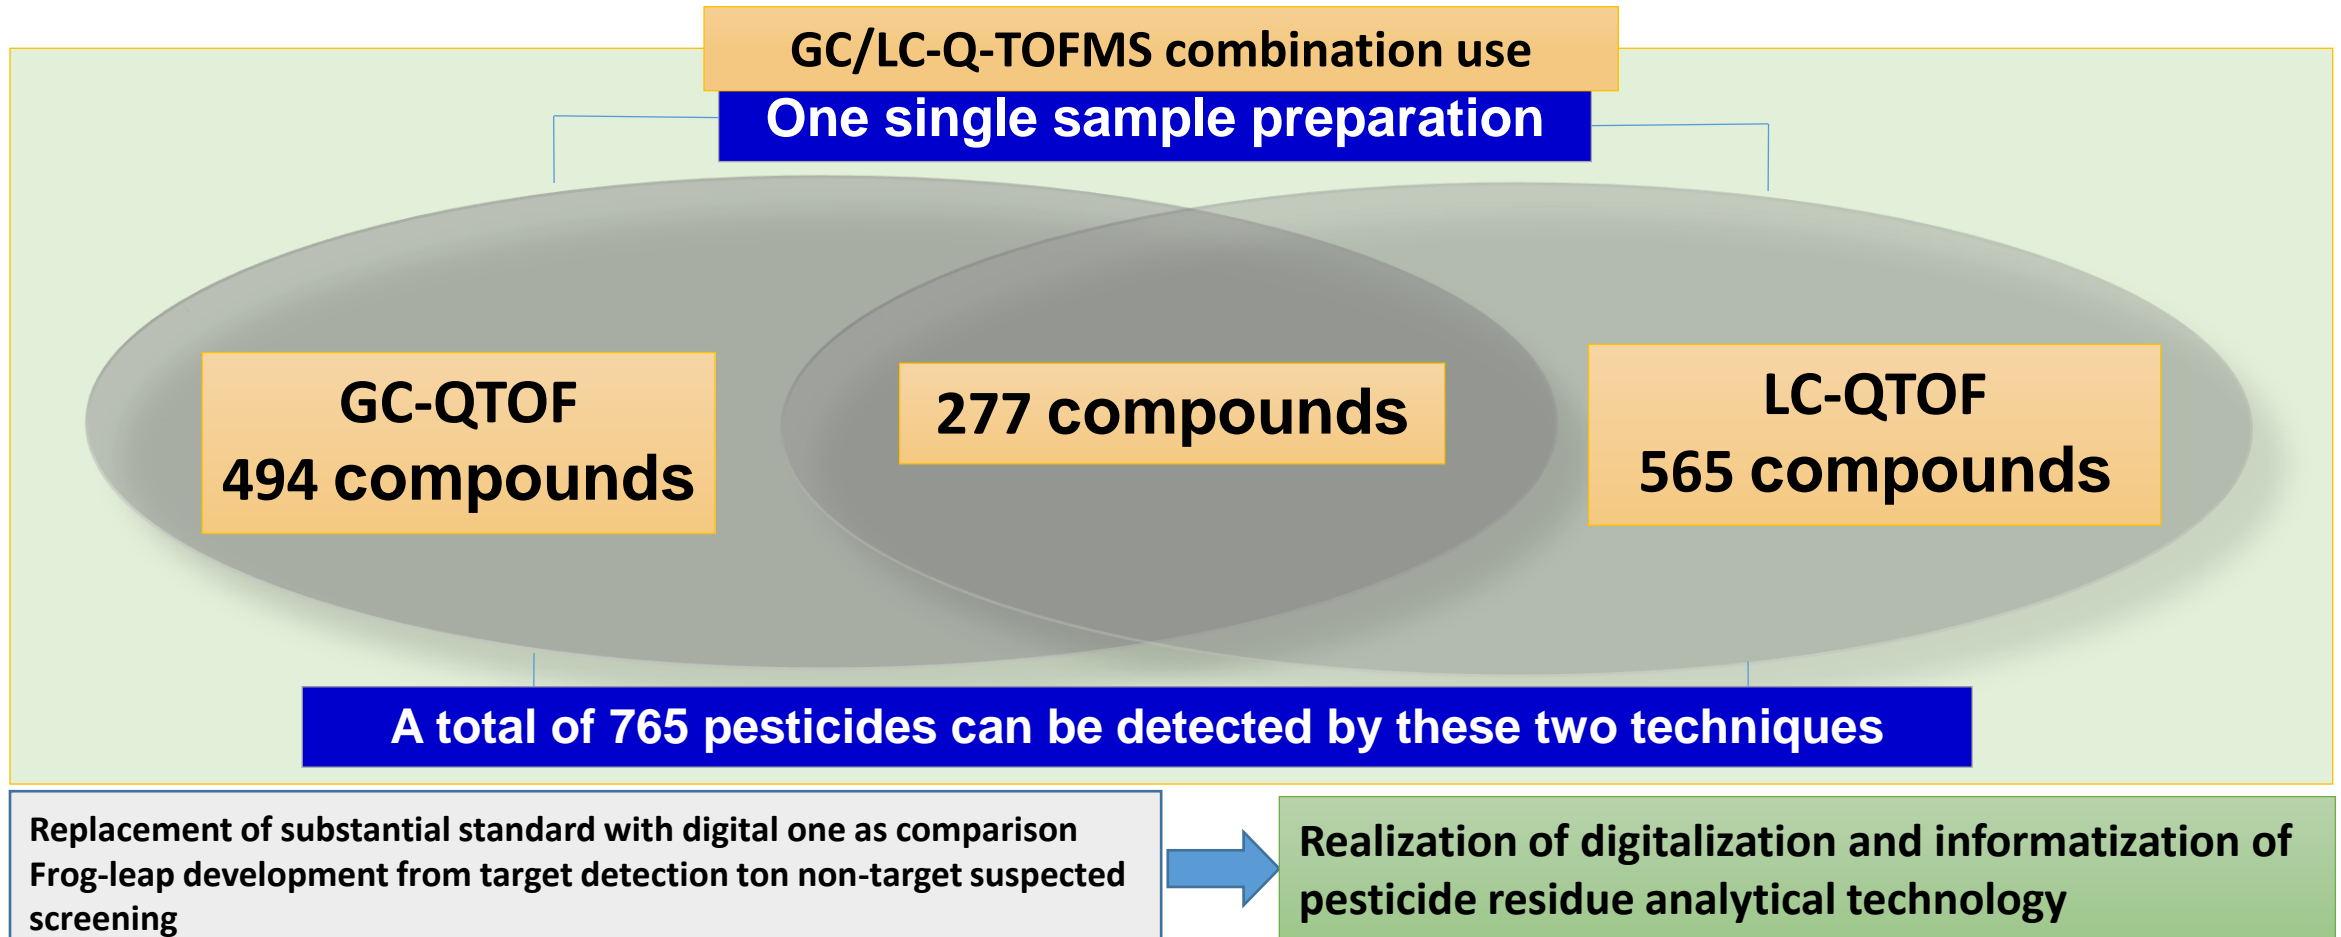 GC/LC-Q-TOFMS combination use
One single sample preparation
GC-QTOF
494 compounds
277 compounds
LC-QTOF
565 compounds
A total of 765 pesticides can be detected by these two techniques
Replacement of substantial standard with digital one as comparison
Frog-leap development from target detection ton non-target suspected
screening
Realization of digitalization and informatization of
pesticide residue analytical technology